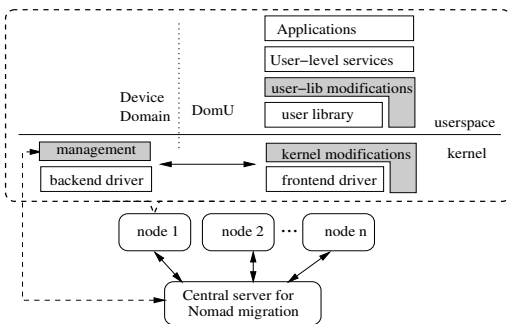 Applications
User-level services
user-lib modifications
user library
Device
Domain
DomU
userspace
kernel
management
backend driver
kernel modifications
frontend driver
node 1
node 2
...
node n
Central server for
Nomad migration